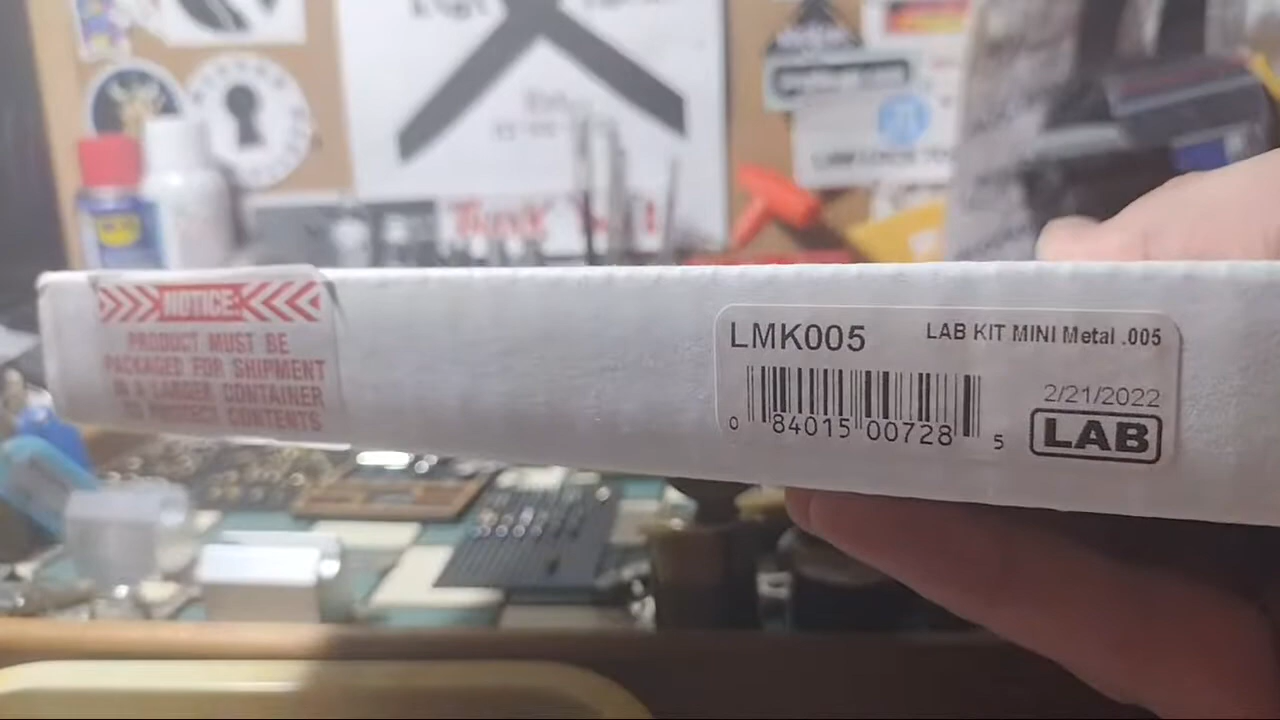 NOTICE:
PRODUCT MUST BE
PACKAGED FOR SHIPMENT
IN A LARGER CONTAINER
TO PROTECT CONTENTS
LMK005
LAB KIT MINI Metal .005
2/21/2022
0 84015 00728 5
LAB